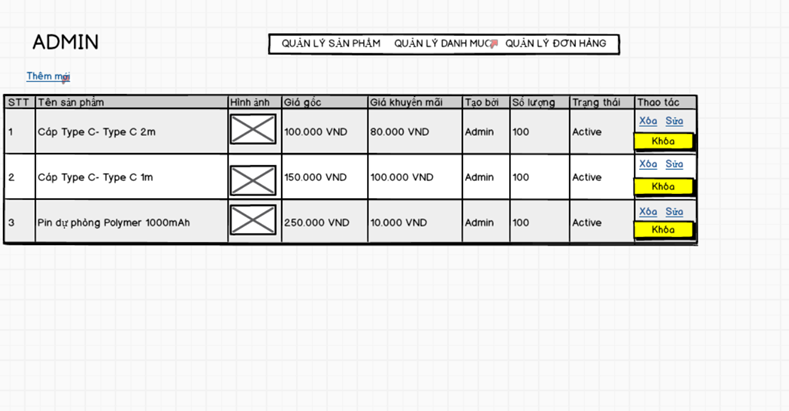 ADMIN
QUẢN LÝ SẢN PHẨM QUẢN LÝ DANH MỤC QUẢN LÝ ĐƠN HÀNG
Thêm mới
STT Tên sản phẩm Hình ảnh Giá gốc Giá khuyến mãi Tạo bởi Số lượng Trạng thái Thao tác
1 Cáp Type C- Type C 2m 100.000 VND 80.000 VND Admin 100 Active Xóa Sửa
Khóa
2 Cáp Type C- Type C 1m 150.000 VND 100.000 VND Admin 100 Active Xóa Sửa
Khóa
3 Pin dự phòng Polymer 1000mAh 250.000 VND 10.000 VND Admin 100 Active Xóa Sửa
Khóa